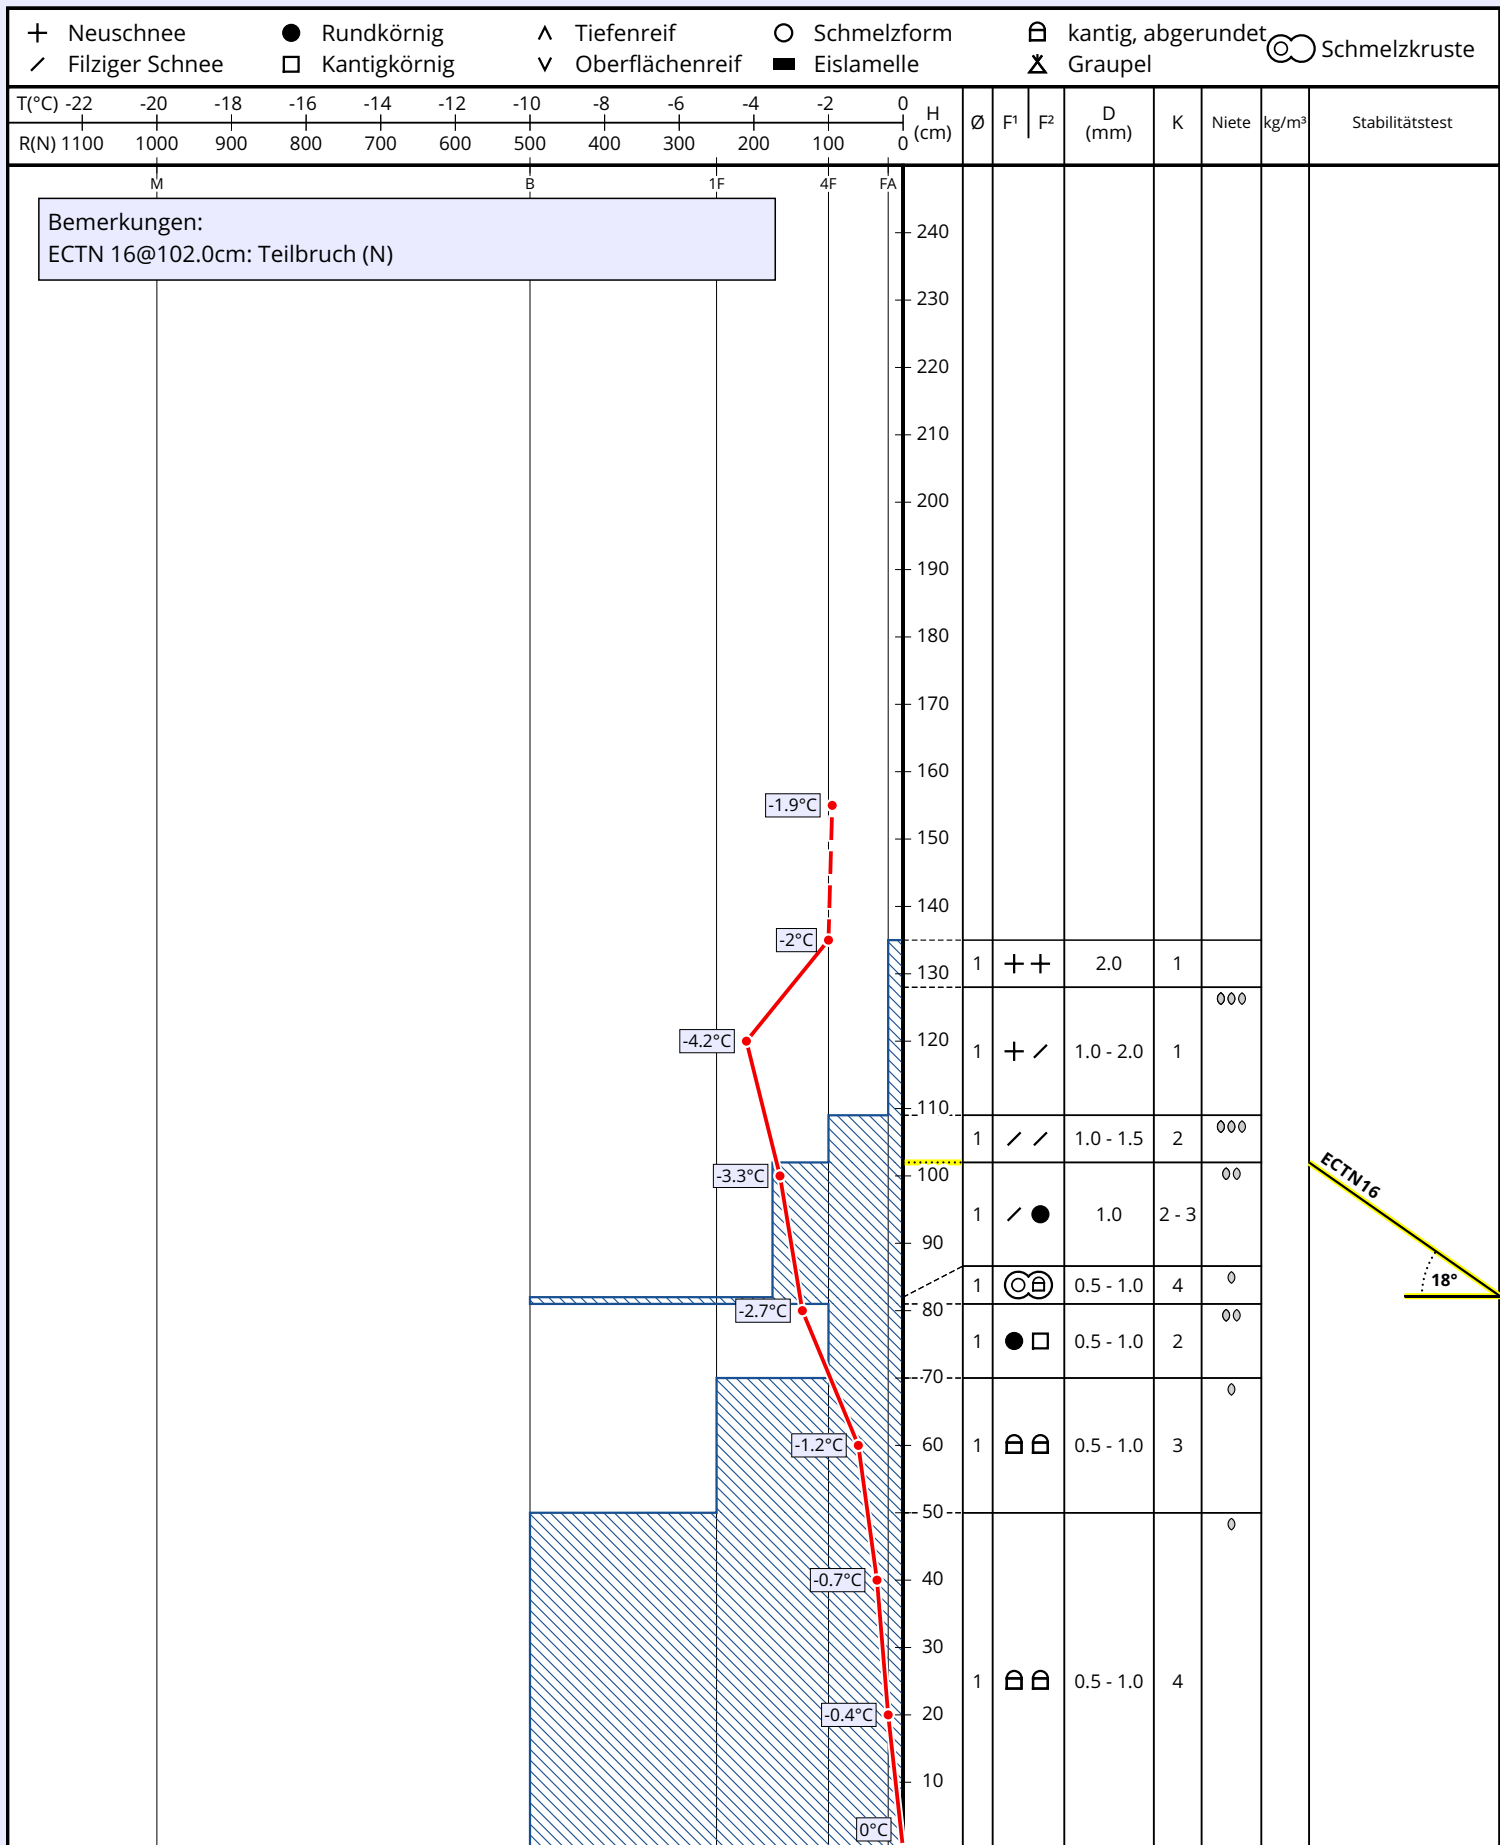 Neuschnee Rundkörnig Tiefenreif Schmelzform kantig, abgerundet Schmelzkruste
Filziger Schnee Kantigkörnig Oberflächenreif Eislamelle Graupel
T(°C) -22 -20 -18 -16 -14 -12 -10 -8 -6 -4 -2 0
R(N) 1100 1000 900 800 700 600 500 400 300 200 100 0
H (cm) Ø F¹ F² D (mm) K Niete kg/m³ Stabilitätstest
M B 1F 4F FA
Bemerkungen:
ECTN 16@102.0cm: Teilbruch (N)
240
230
220
210
200
190
180
170
160
-1.9°C
150
140
-2°C
130 1 2.0 1
-4.2°C 120 1 1.0 - 2.0 1
110
1 1.0 - 1.5 2
-3.3°C 100 ECTN16
1 1.0 2 - 3
90
1 0.5 - 1.0 4 18°
-2.7°C 80
1 0.5 - 1.0 2
70
-1.2°C 60 1 0.5 - 1.0 3
50
-0.7°C 40
30
1 0.5 - 1.0 4
-0.4°C 20
10
0°C